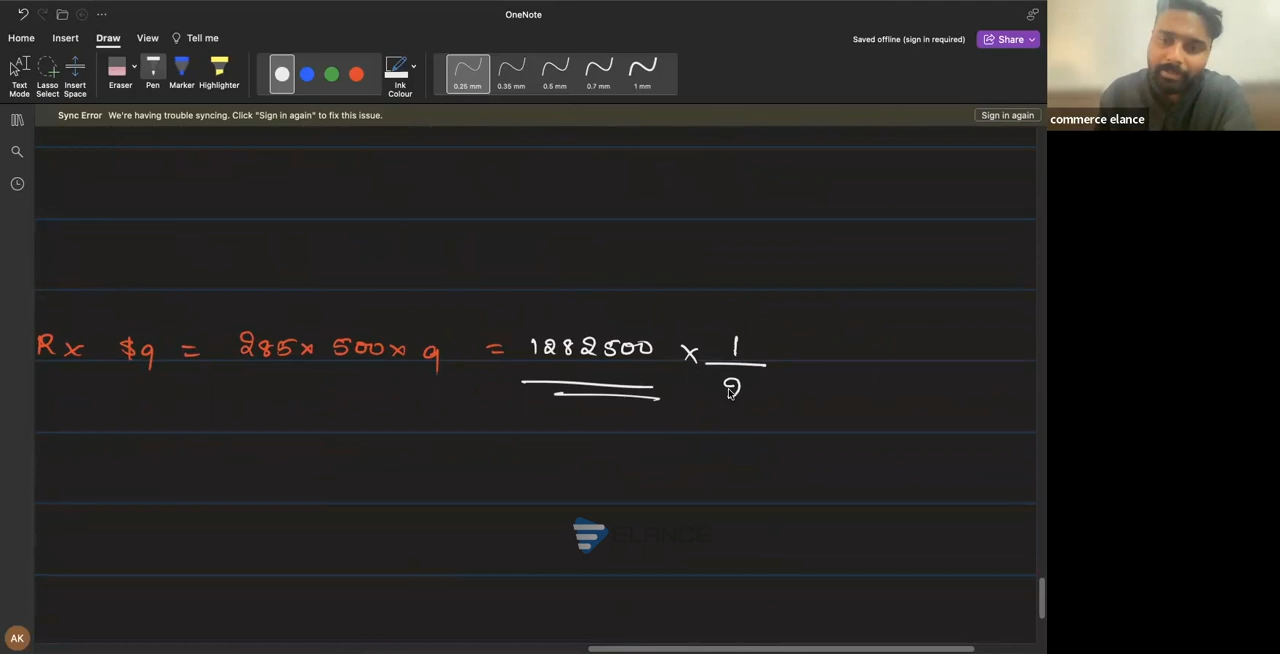 OneNote
Home Insert Draw View Tell me
Saved offline (sign in required) Share
Text Mode Lasso Select Insert Space Eraser Pen Marker Highlighter Ink Colour 0.25 mm 0.35 mm 0.5 mm 0.7 mm 1 mm
Sync Error We're having trouble syncing. Click "Sign in again" to fix this issue. Sign in again
commerce elance
R x $9 = 285 x 500 x 9 = 1282500 x 1/9
ELANCE
AK